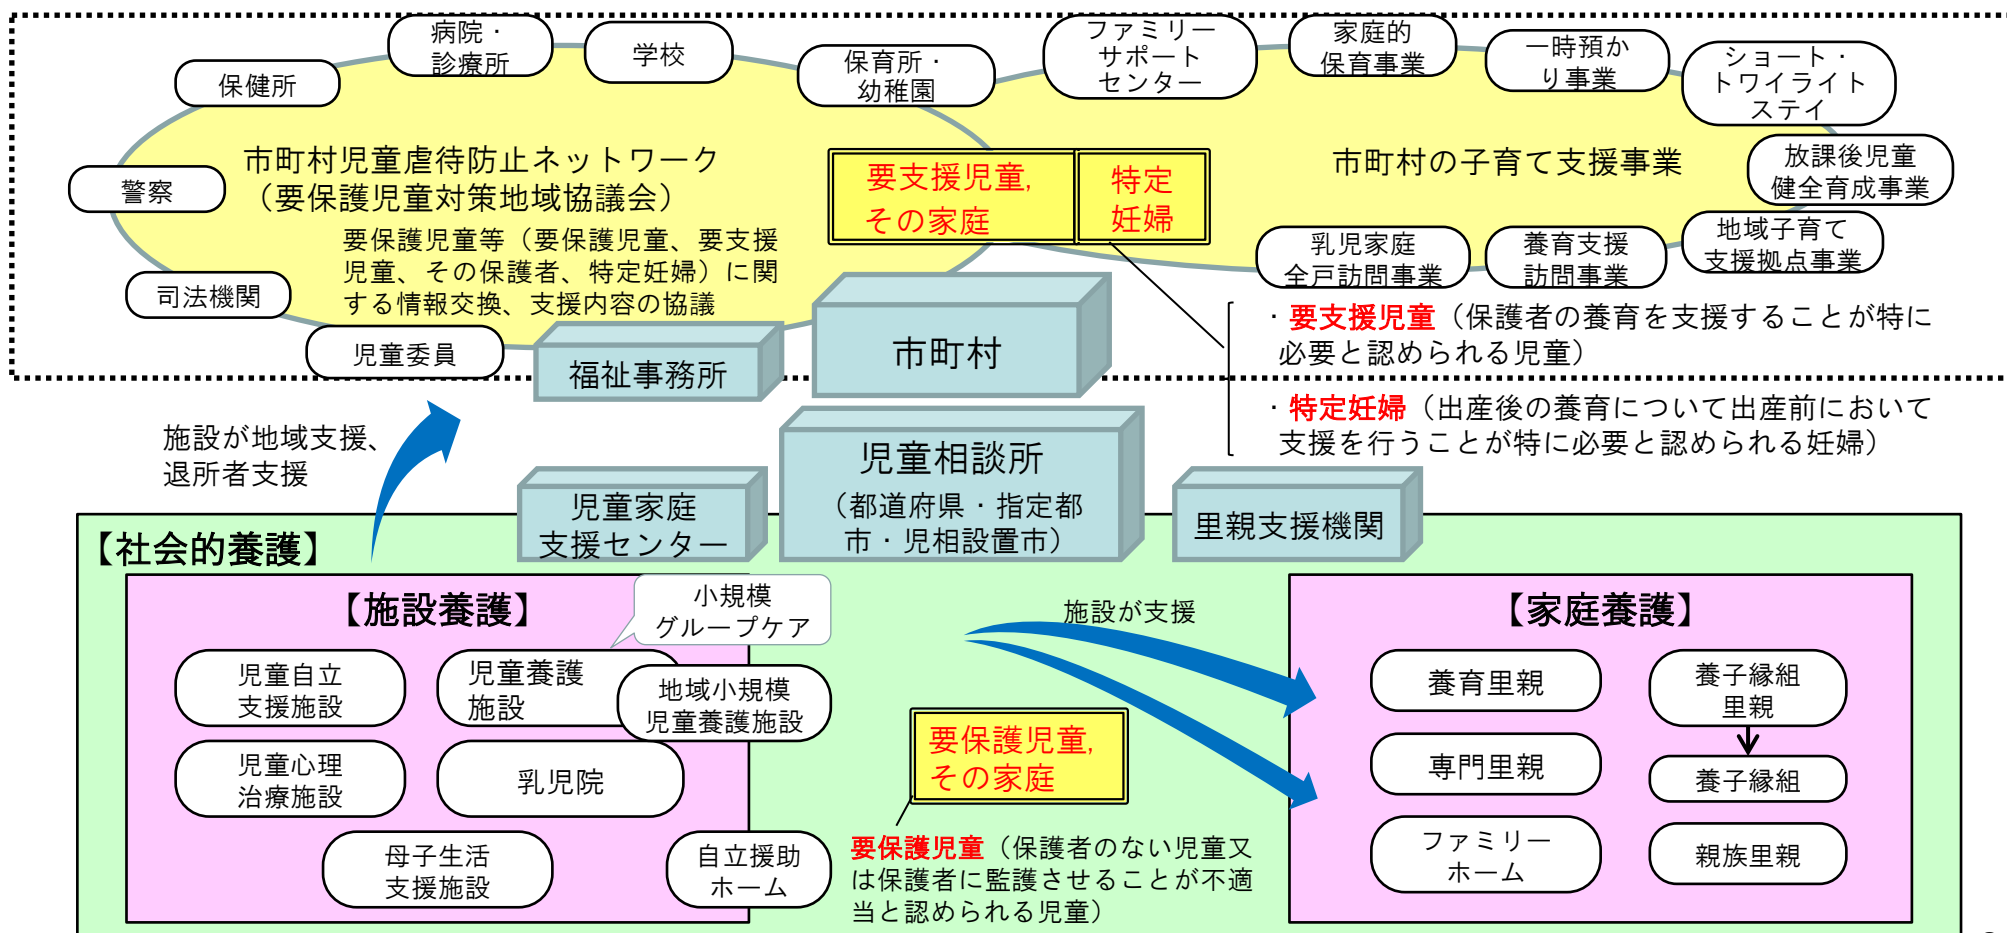 病院・
診療所
学校
保健所
保育所・
幼稚園
ファミリー
サポート
センター
家庭的
保育事業
一時預か
り事業
ショート・
トワイライト
ステイ
市町村児童虐待防止ネットワーク
（要保護児童対策地域協議会）
要保護児童等（要保護児童、要支援
児童、その保護者、特定妊婦）に関
する情報交換、支援内容の協議
警察
司法機関
児童委員
要支援児童,
その家庭
特定
妊婦
市町村の子育て支援事業
放課後児童
健全育成事業
地域子育て
支援拠点事業
養育支援
訪問事業
乳児家庭
全戸訪問事業
福祉事務所
市町村
・要支援児童（保護者の養育を支援することが特に
必要と認められる児童）
・特定妊婦（出産後の養育について出産前において
支援を行うことが特に必要と認められる妊婦）
施設が地域支援、
退所者支援
児童家庭
支援センター
児童相談所
（都道府県・指定都
市・児相設置市）
里親支援機関
【社会的養護】
【施設養護】
小規模
グループケア
児童自立
支援施設
児童養護
施設
地域小規模
児童養護施設
児童心理
治療施設
乳児院
母子生活
支援施設
自立援助
ホーム
施設が支援
要保護児童,
その家庭
要保護児童（保護者のない児童又
は保護者に監護させることが不適
当と認められる児童）
【家庭養護】
養育里親
養子縁組
里親
専門里親
養子縁組
ファミリー
ホーム
親族里親